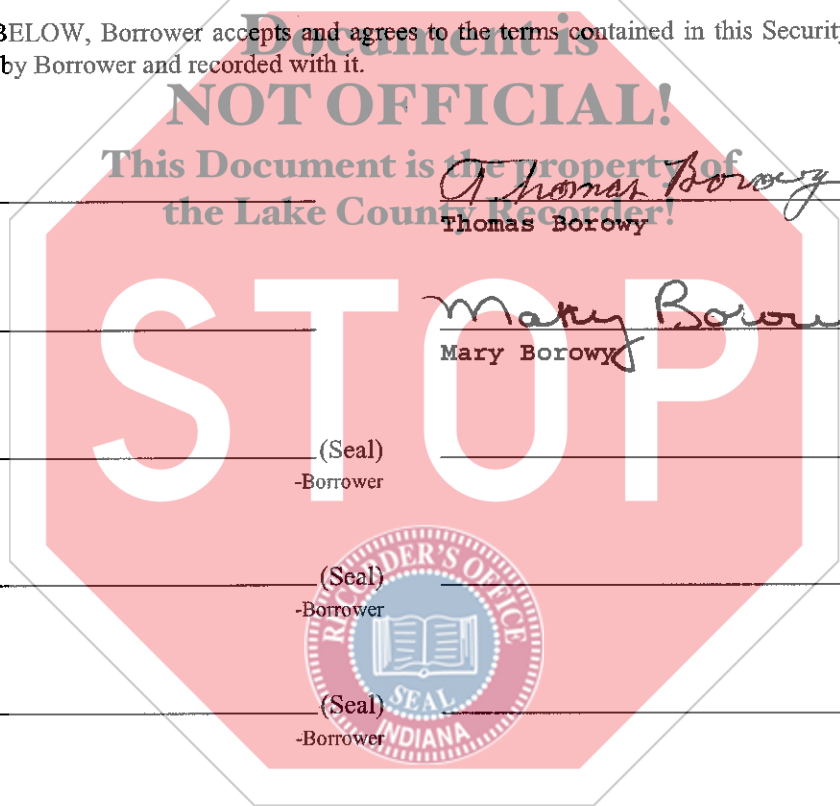 Document is
BELOW, Borrower accepts and agrees to the terms contained in this Security
by Borrower and recorded with it.
NOT OFFICIAL!
This Document is the property of
the Lake County Recorder!
Thomas Borowy
Thomas Borowy
STOP
Mary Borow
Mary Borowy
(Seal)
-Borrower
(Seal)
-Borrower
(Seal)
-Borrower
RECORDER'S OFFICE
SEAL
INDIANA